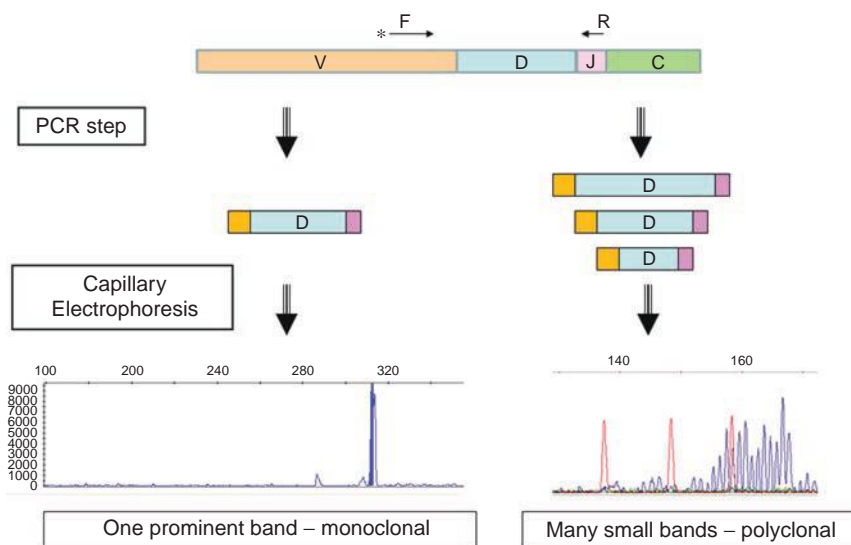 F
R
*
V
D
J
C
PCR step
D
D
D
D
Capillary
Electrophoresis
100
200
240
280
320
9000
8000
7000
6000
5000
4000
3000
2000
1000
0
140
160
One prominent band – monoclonal
Many small bands – polyclonal